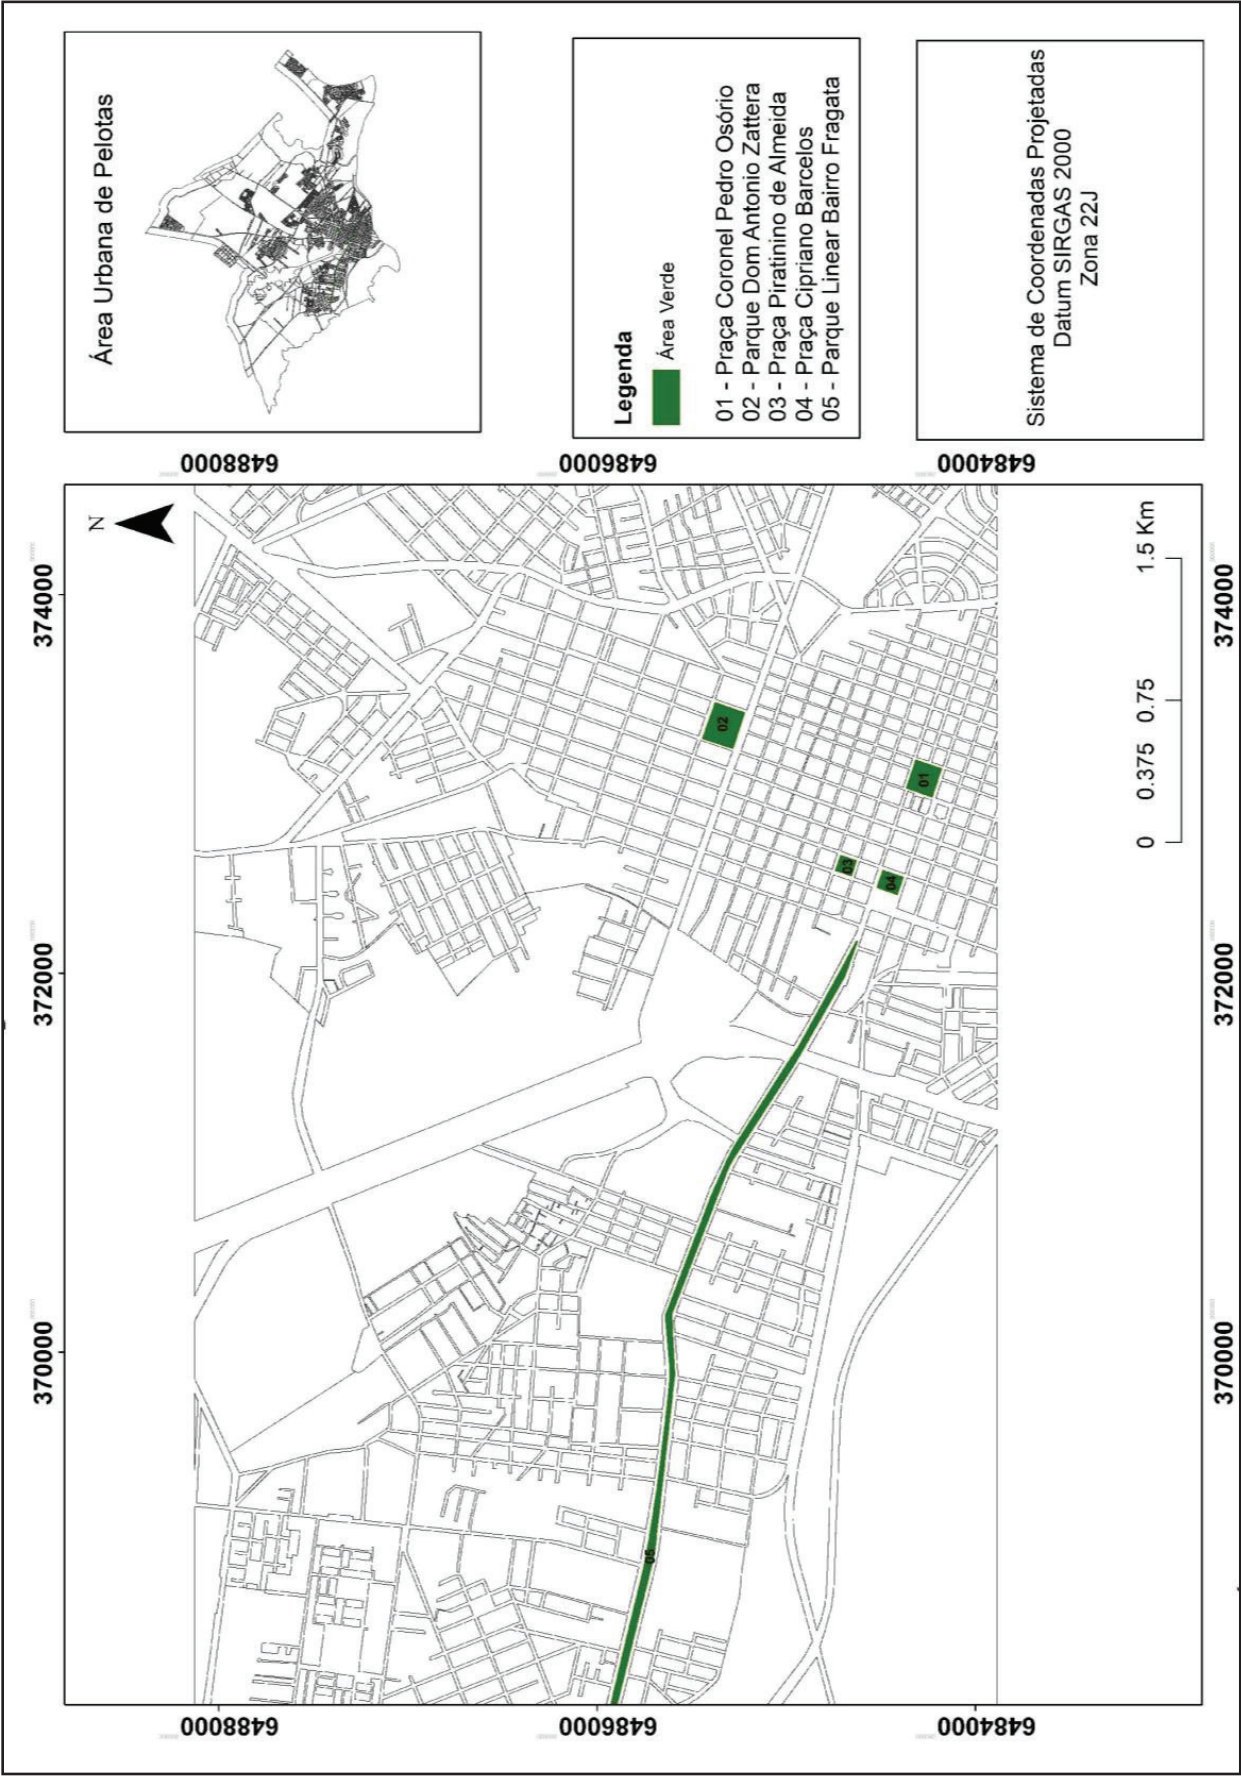 Área Urbana de Pelotas
Legenda
Área Verde
01 - Praça Coronel Pedro Osório
02 - Parque Dom Antonio Zattera
03 - Praça Piratinino de Almeida
04 - Praça Cipriano Barcelos
05 - Parque Linear Bairro Fragata
Sistema de Coordenadas Projetadas
Datum SIRGAS 2000
Zona 22J
370000
372000
374000
N
6488000
6488000
6486000
6486000
6484000
6484000
02
01
03
04
05
0 0.375 0.75 1.5 Km
370000
372000
374000